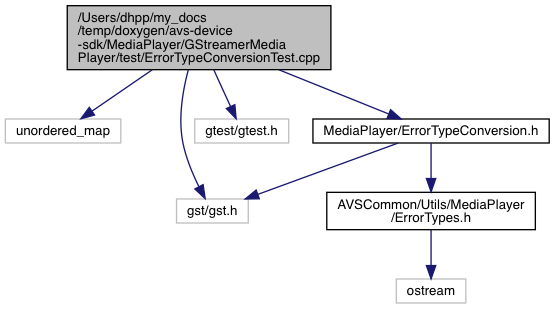 /Users/dhpp/my_docs
/temp/doxygen/avs-device
-sdk/MediaPlayer/GStreamerMedia
Player/test/ErrorTypeConversionTest.cpp
unordered_map
gtest/gtest.h
MediaPlayer/ErrorTypeConversion.h
gst/gst.h
AVSCommon/Utils/MediaPlayer
/ErrorTypes.h
ostream